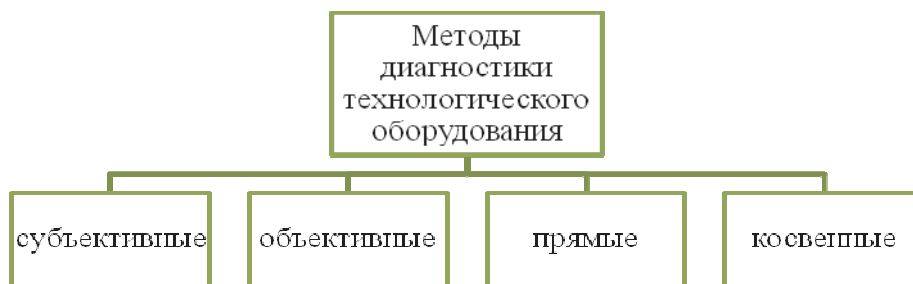 Методы
диагностики
технологического
оборудования
субъективные
объективные
прямые
косвенные